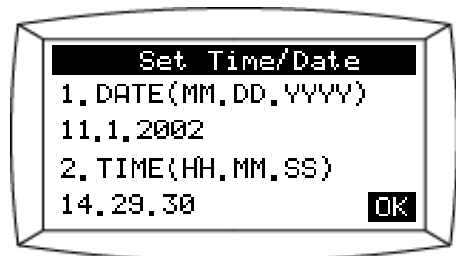 Set Time/Date
1.DATE(MM.DD.YYYY)
11.1.2002
2.TIME(HH.MM.SS)
14.29.30 OK